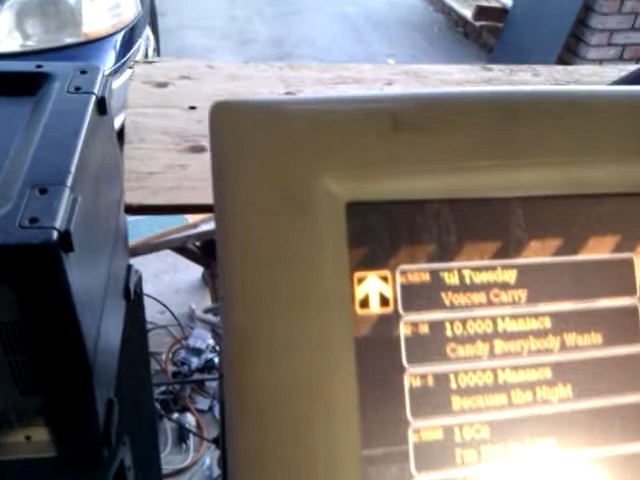 'til Tuesday
Voices Carry
10,000 Maniacs
Candy Everybody Wants
10000 Maniacs
Because the Night
10Cc
I'm